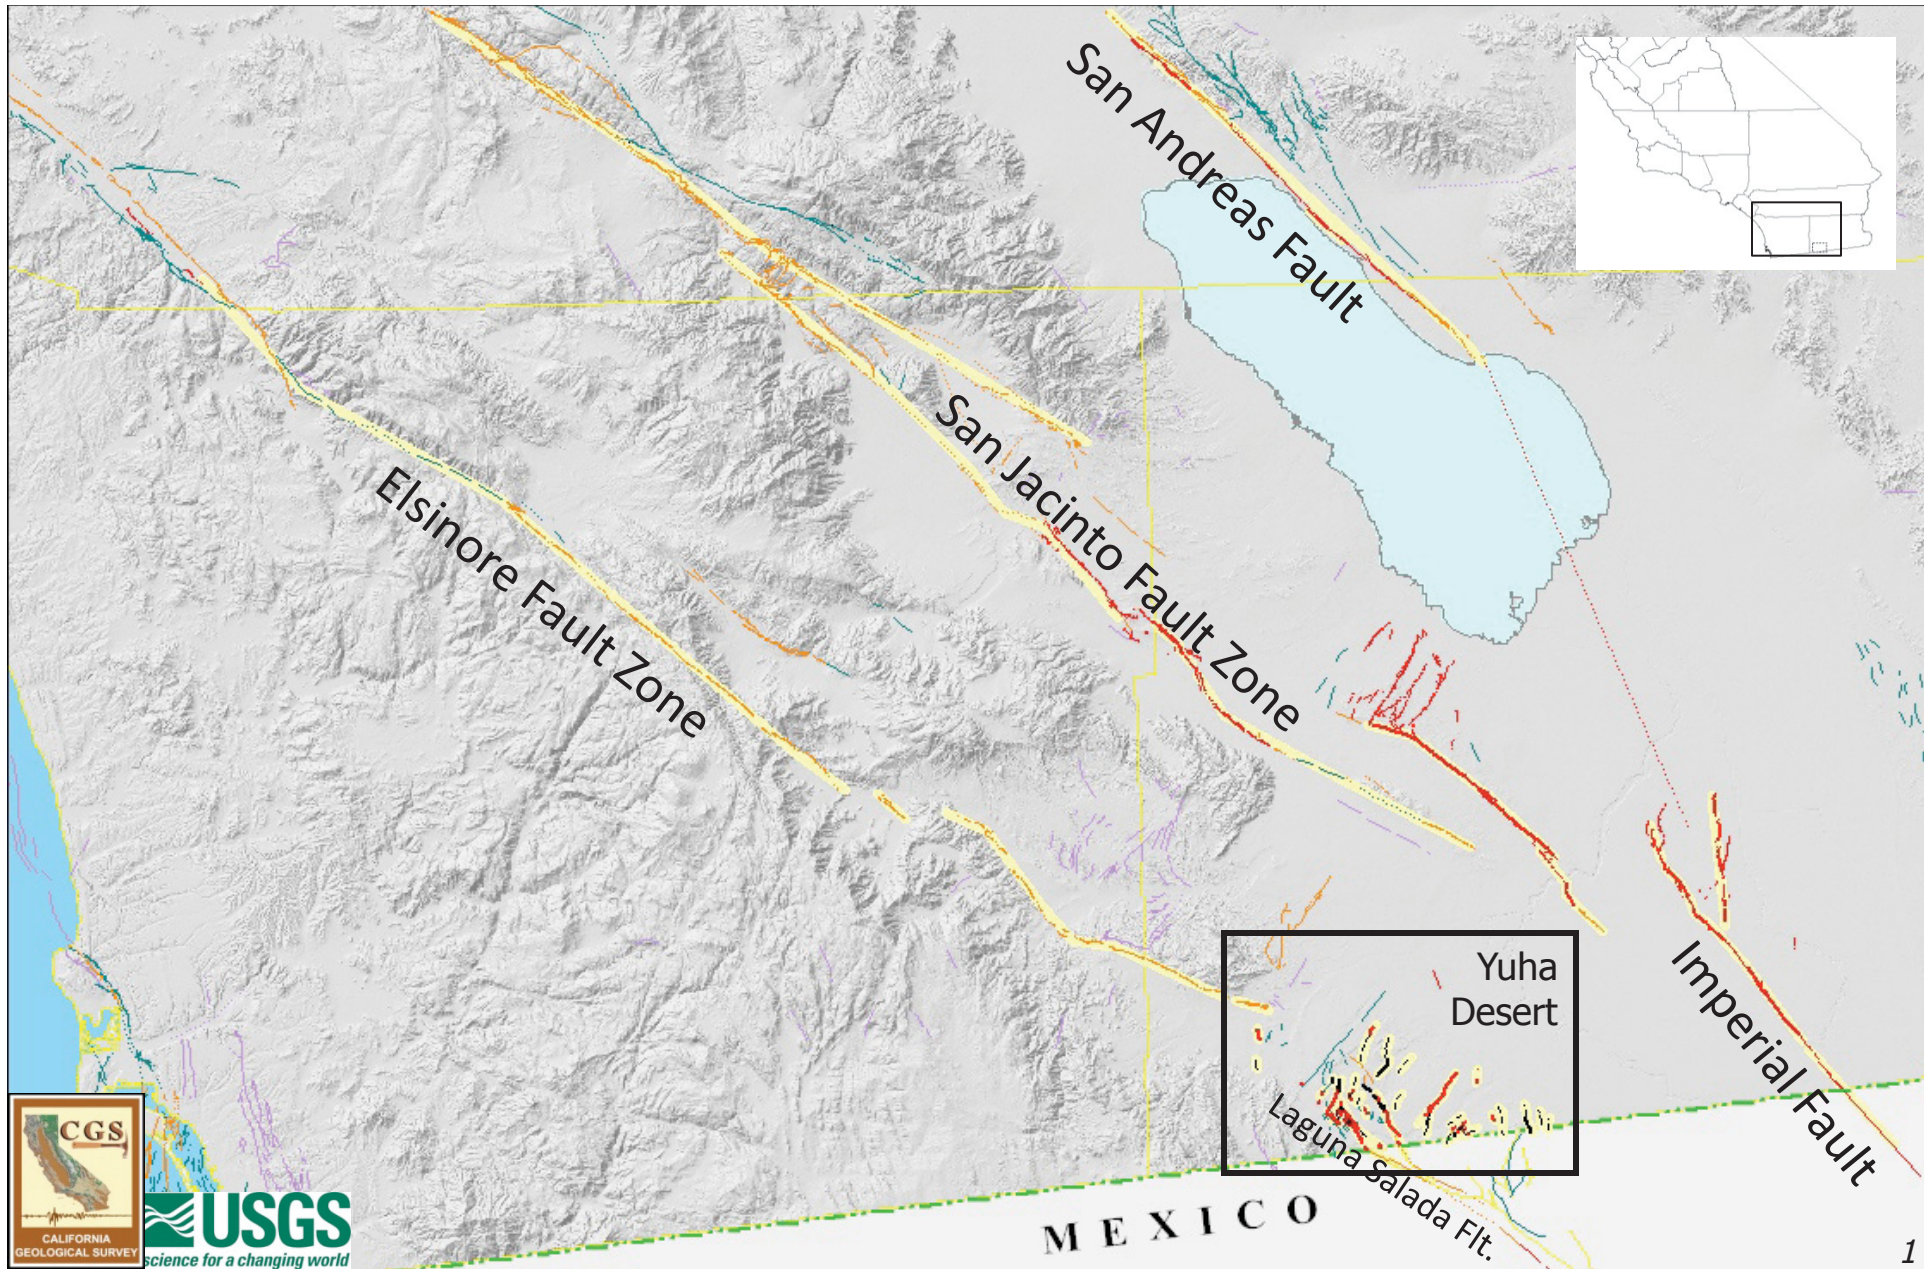 San Andreas Fault
San Jacinto Fault Zone
Elsinore Fault Zone
Yuha
Desert
Imperial Fault
Laguna Salada Flt.
MEXICO
CGS
CALIFORNIA
GEOLOGICAL SURVEY
USGS
science for a changing world
1